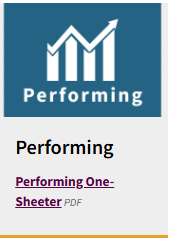 Performing
Performing
Performing One-
Sheeter PDF